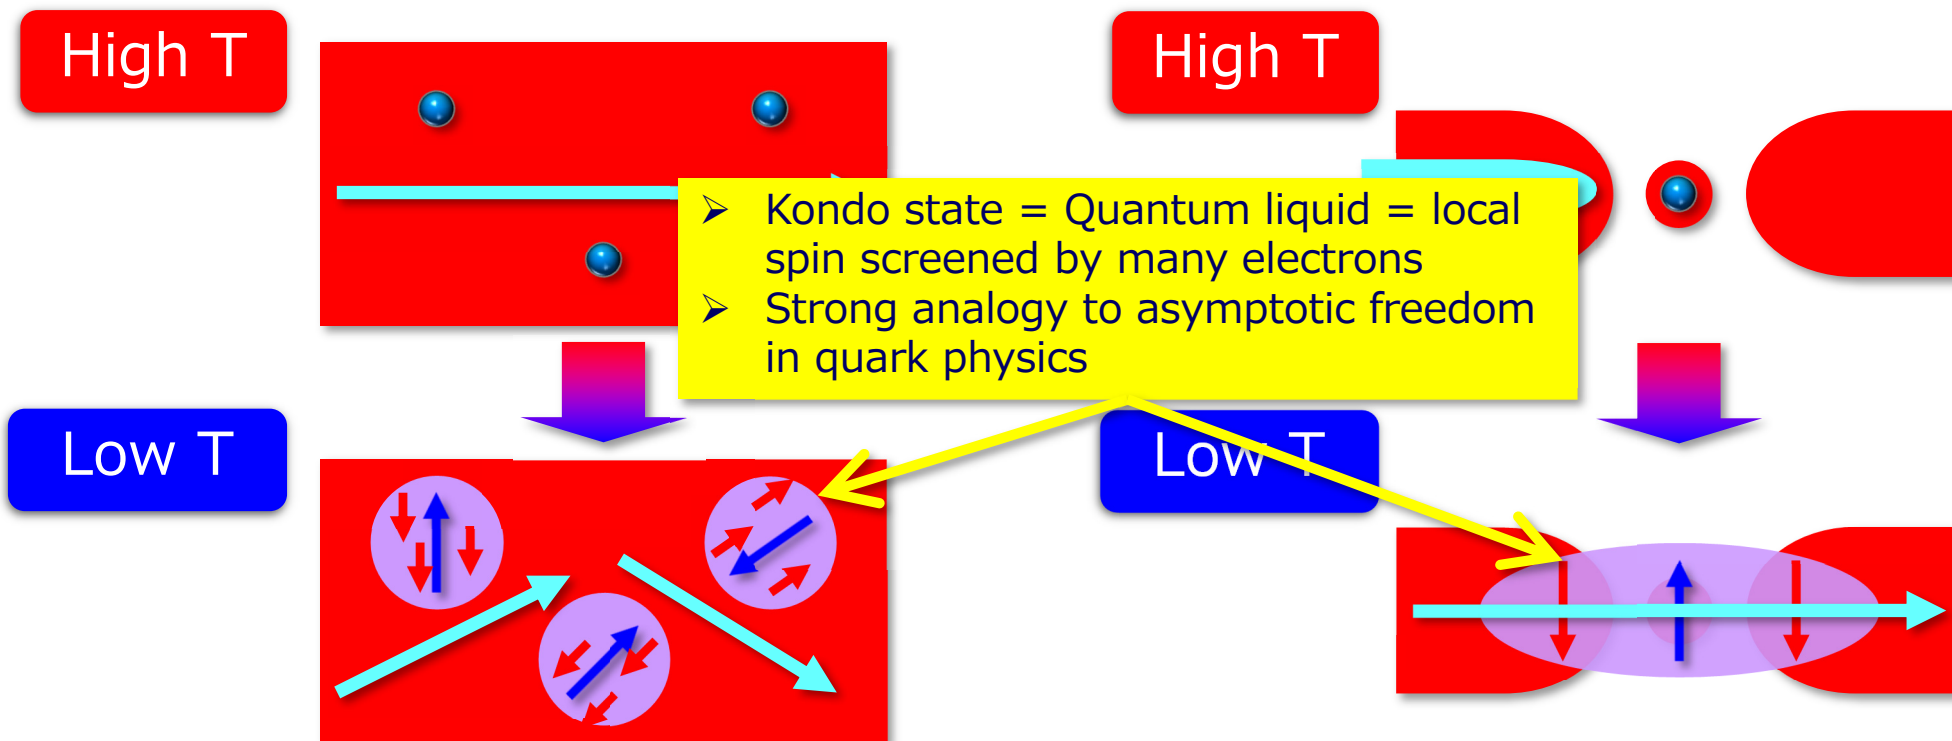 High T
High T
➢ Kondo state = Quantum liquid = local
spin screened by many electrons
➢ Strong analogy to asymptotic freedom
in quark physics
Low T
Low T